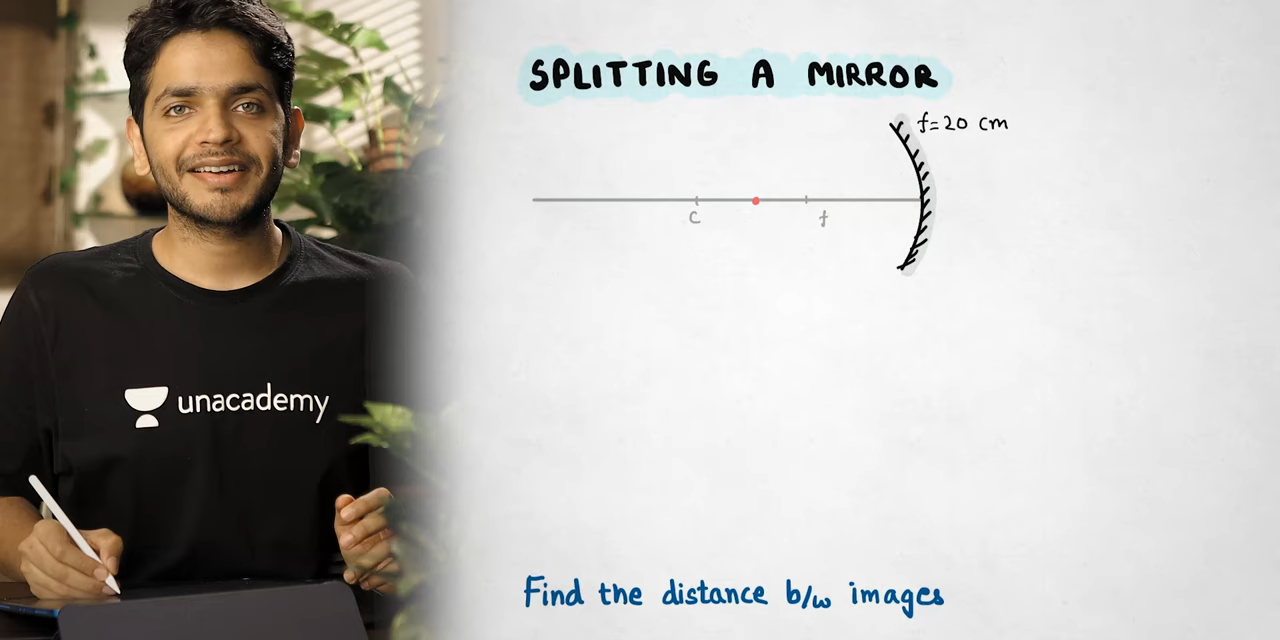 SPLITTING A MIRROR
f=20 cm
C
f
unacademy
Find the distance b/w images